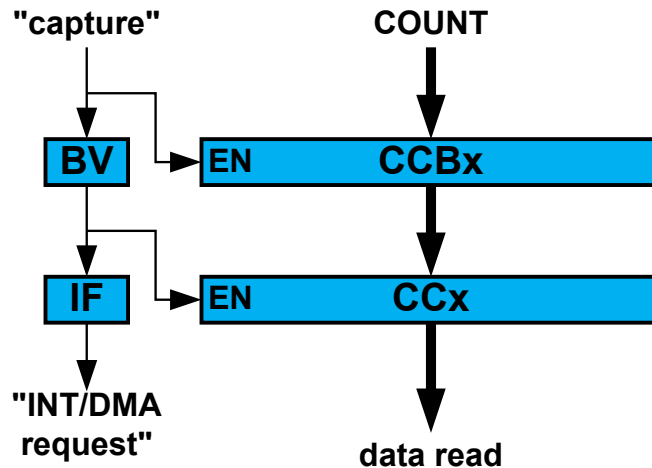 "capture"
COUNT
BV
EN
CCBx
IF
EN
CCx
"INT/DMA
request"
data read